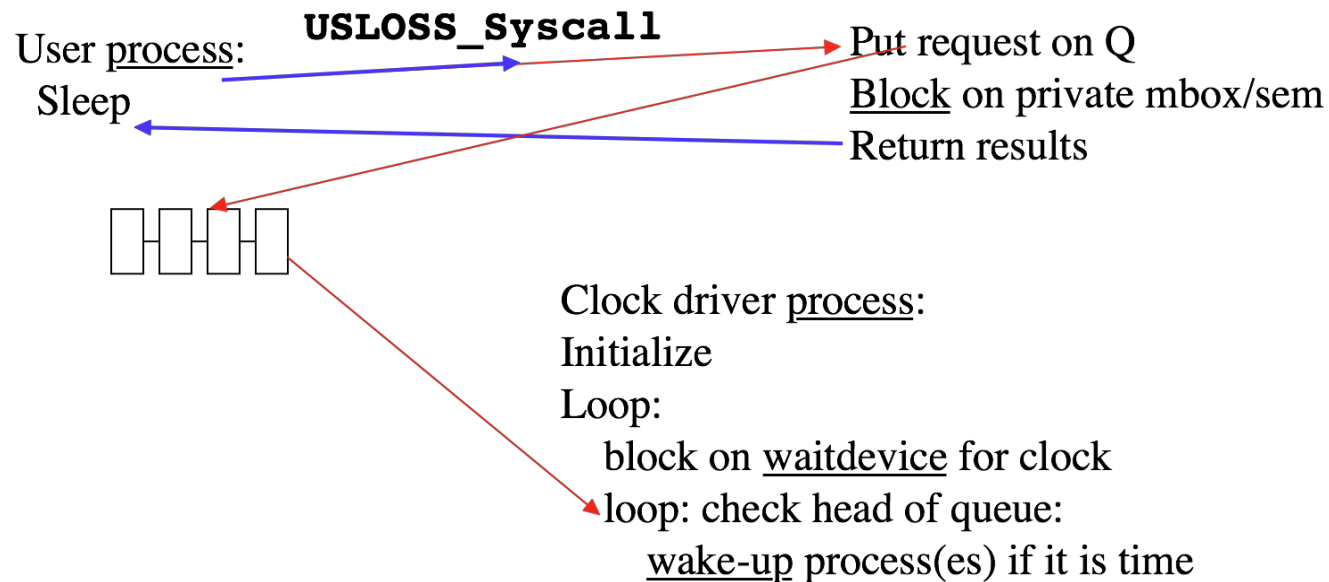 USLOSS_Syscall
User process:
Sleep
Put request on Q
Block on private mbox/sem
Return results
Clock driver process:
Initialize
Loop:
block on waitdevice for clock
loop: check head of queue:
wake-up process(es) if it is time